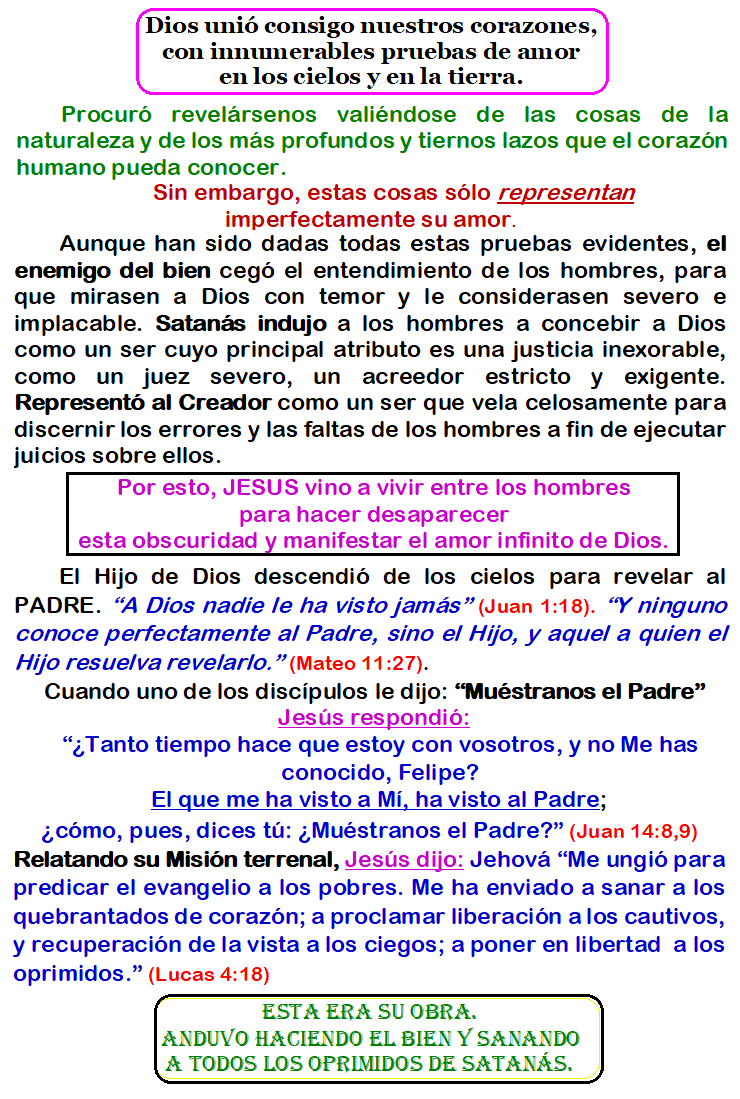 Dios unió consigo nuestros corazones,
con innumerables pruebas de amor
en los cielos y en la tierra.
Procuró revelársenos valiéndose de las cosas de la
naturaleza y de los más profundos y tiernos lazos que el corazón
humano pueda conocer.
Sin embargo, estas cosas sólo representan
imperfectamente su amor.
Aunque han sido dadas todas estas pruebas evidentes, el
enemigo del bien cegó el entendimiento de los hombres, para
que mirasen a Dios con temor y le considerasen severo e
implacable. Satanás indujo a los hombres a concebir a Dios
como un ser cuyo principal atributo es una justicia inexorable,
como un juez severo, un acreedor estricto y exigente.
Representó al Creador como un ser que vela celosamente para
discernir los errores y las faltas de los hombres a fin de ejecutar
juicios sobre ellos.
Por esto, JESUS vino a vivir entre los hombres
para hacer desaparecer
esta obscuridad y manifestar el amor infinito de Dios.
El Hijo de Dios descendió de los cielos para revelar al
PADRE. “A Dios nadie le ha visto jamás” (Juan 1:18). “Y ninguno
conoce perfectamente al Padre, sino el Hijo, y aquel a quien el
Hijo resuelva revelarlo.” (Mateo 11:27).
Cuando uno de los discípulos le dijo: “Muéstranos el Padre”
Jesús respondió:
“¿Tanto tiempo hace que estoy con vosotros, y no Me has
conocido, Felipe?
El que me ha visto a Mí, ha visto al Padre;
¿cómo, pues, dices tú: ¿Muéstranos el Padre?” (Juan 14:8,9)
Relatando su Misión terrenal, Jesús dijo: Jehová “Me ungió para
predicar el evangelio a los pobres. Me ha enviado a sanar a los
quebrantados de corazón; a proclamar liberación a los cautivos,
y recuperación de la vista a los ciegos; a poner en libertad a los
oprimidos.” (Lucas 4:18)
ESTA ERA SU OBRA.
ANDUVO HACIENDO EL BIEN Y SANANDO
A TODOS LOS OPRIMIDOS DE SATANÁS.